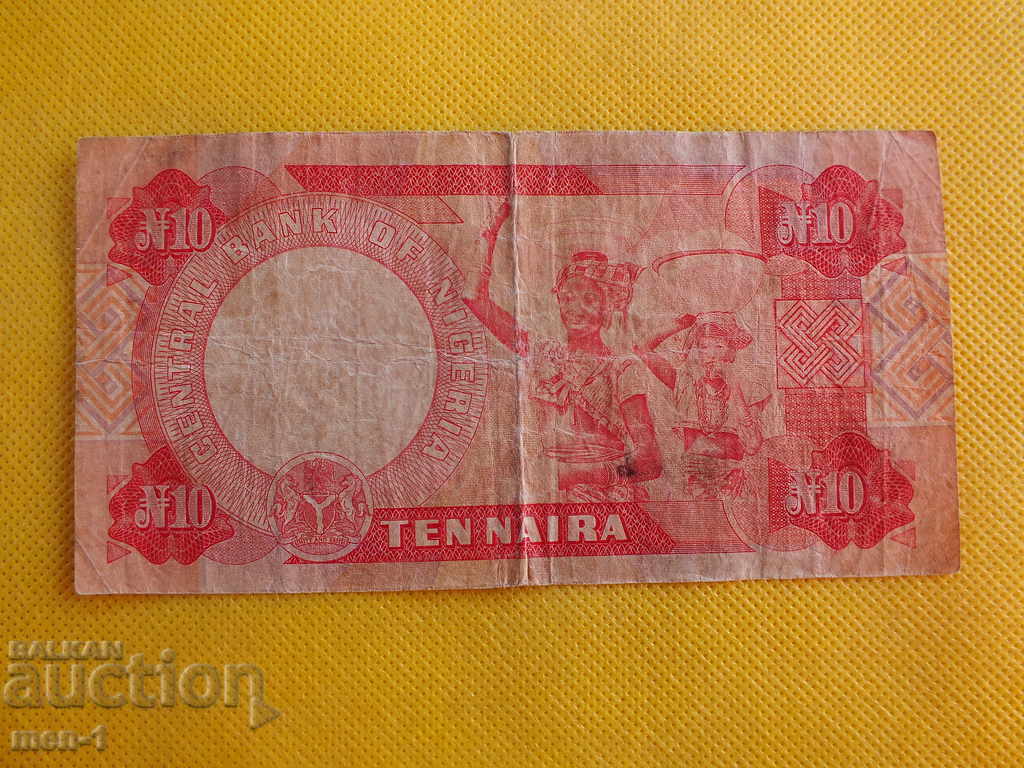 ₦10
₦10
CENTRAL BANK OF NIGERIA
₦10
₦10
TEN NAIRA
BALKAN
auction
men-1